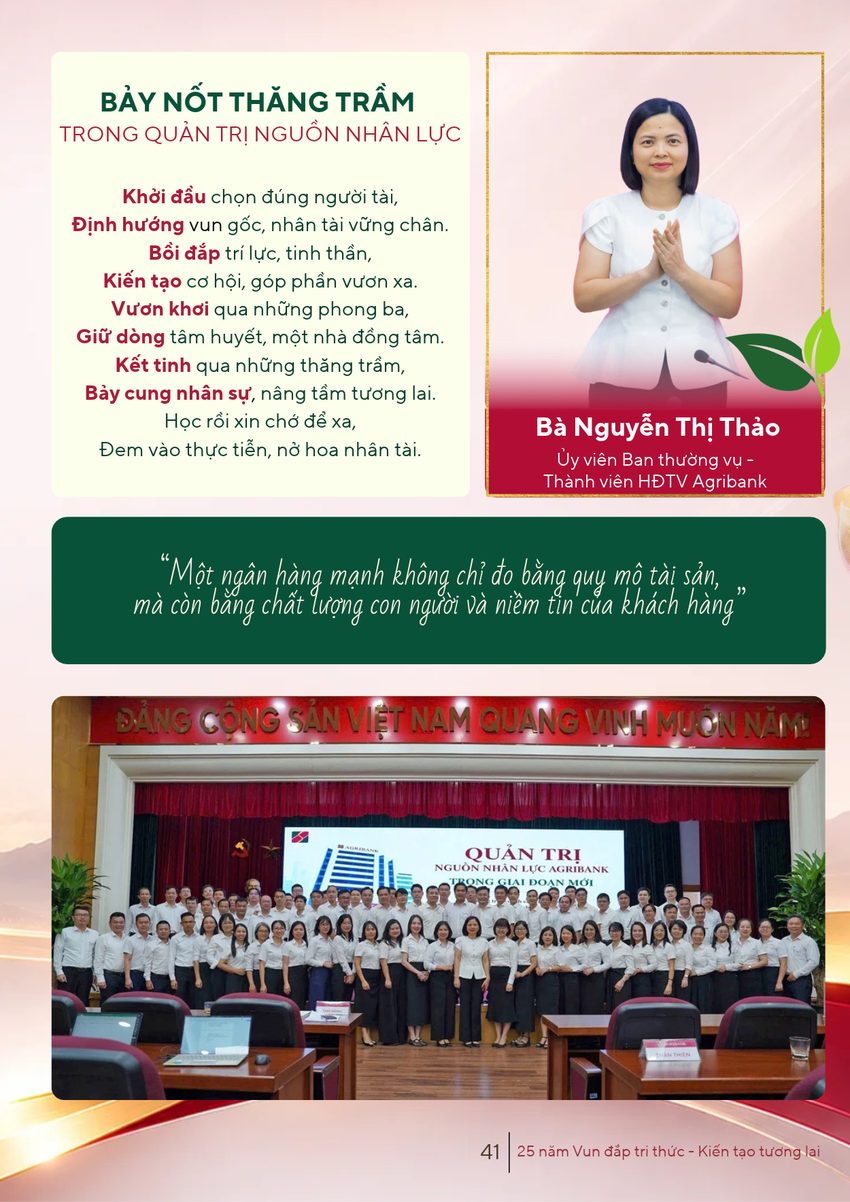 BẢY NỐT THĂNG TRẦM
TRONG QUẢN TRỊ NGUỒN NHÂN LỰC
Khởi đầu chọn đúng người tài,
Định hướng vun gốc, nhân tài vững chân.
Bồi đắp trí lực, tinh thần,
Kiến tạo cơ hội, góp phần vươn xa.
Vươn khơi qua những phong ba,
Giữ dòng tâm huyết, một nhà đồng tâm.
Kết tinh qua những thăng trầm,
Bảy cung nhân sự, nâng tầm tương lai.
Học rồi xin chớ để xa,
Đem vào thực tiễn, nở hoa nhân tài.
Bà Nguyễn Thị Thảo
Ủy viên Ban thường vụ -
Thành viên HĐTV Agribank
“Một ngân hàng mạnh không chỉ đo bằng quy mô tài sản,
mà còn bằng chất lượng con người và niềm tin của khách hàng”
ĐẢNG CỘNG SẢN VIỆT NAM QUANG VINH MUÔN NĂM!
AGRIBANK
QUẢN TRỊ
NGUỒN NHÂN LỰC AGRIBANK
TRONG GIAI ĐOẠN MỚI
41
25 năm Vun đắp tri thức - Kiến tạo tương lai